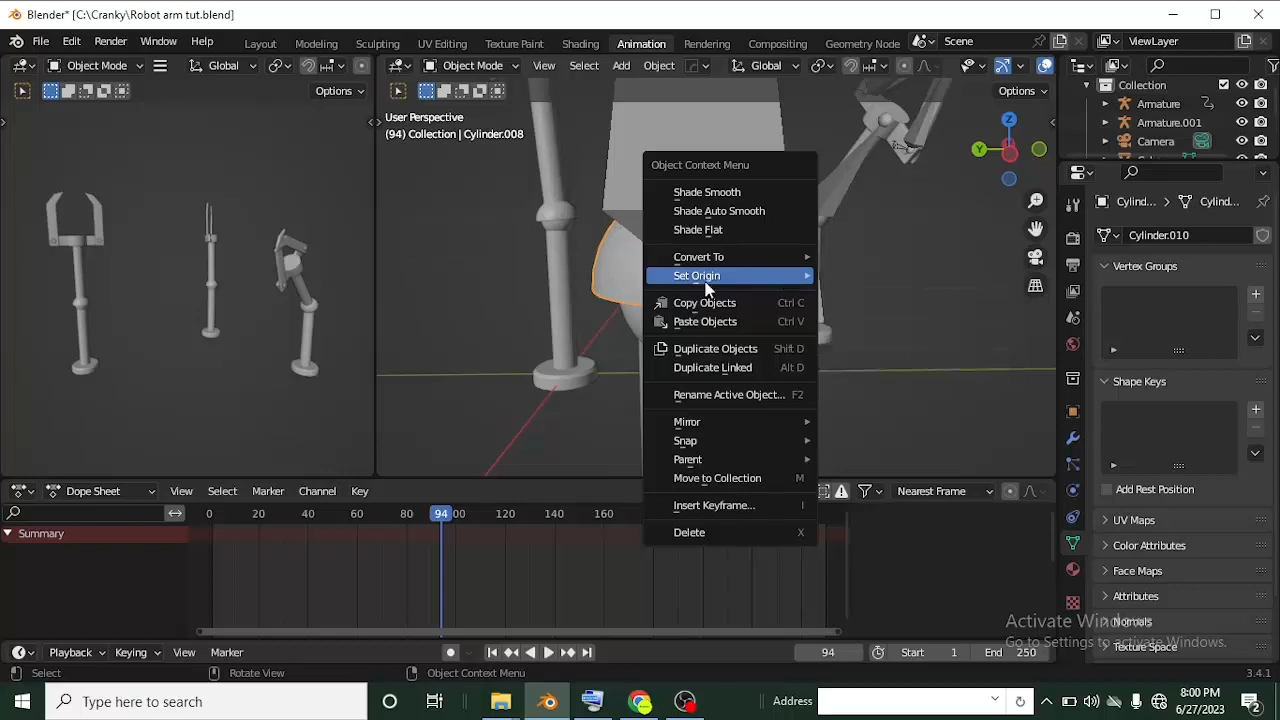 Blender* [C:\Cranky\Robot arm tut.blend]
File Edit Render Window Help Layout Modeling Sculpting UV Editing Texture Paint Shading Animation Rendering Compositing Geometry Node Scene ViewLayer
Object Mode Global Object Mode View Select Add Object Global
Options Options
User Perspective
(94) Collection | Cylinder.008
Collection
Armature
Armature.001
Camera
Z
Y
Object Context Menu
Shade Smooth
Shade Auto Smooth
Shade Flat
Convert To
Set Origin
Copy Objects Ctrl C
Paste Objects Ctrl V
Duplicate Objects Shift D
Duplicate Linked Alt D
Rename Active Object... F2
Mirror
Snap
Parent
Move to Collection M
Insert Keyframe... I
Delete X
Cylind... Cylind...
Cylinder.010
Vertex Groups
Shape Keys
Add Rest Position
UV Maps
Color Attributes
Face Maps
Attributes
Normals
Texture Space
Dope Sheet View Select Marker Channel Key Nearest Frame
0 20 40 60 80 94 00 120 140 160
Summary
Activate Windows
Go to Settings to activate Windows.
Playback Keying View Marker 94 Start 1 End 250
Select Rotate View Object Context Menu 3.4.1
Type here to search Address 8:00 PM
6/27/2023
2